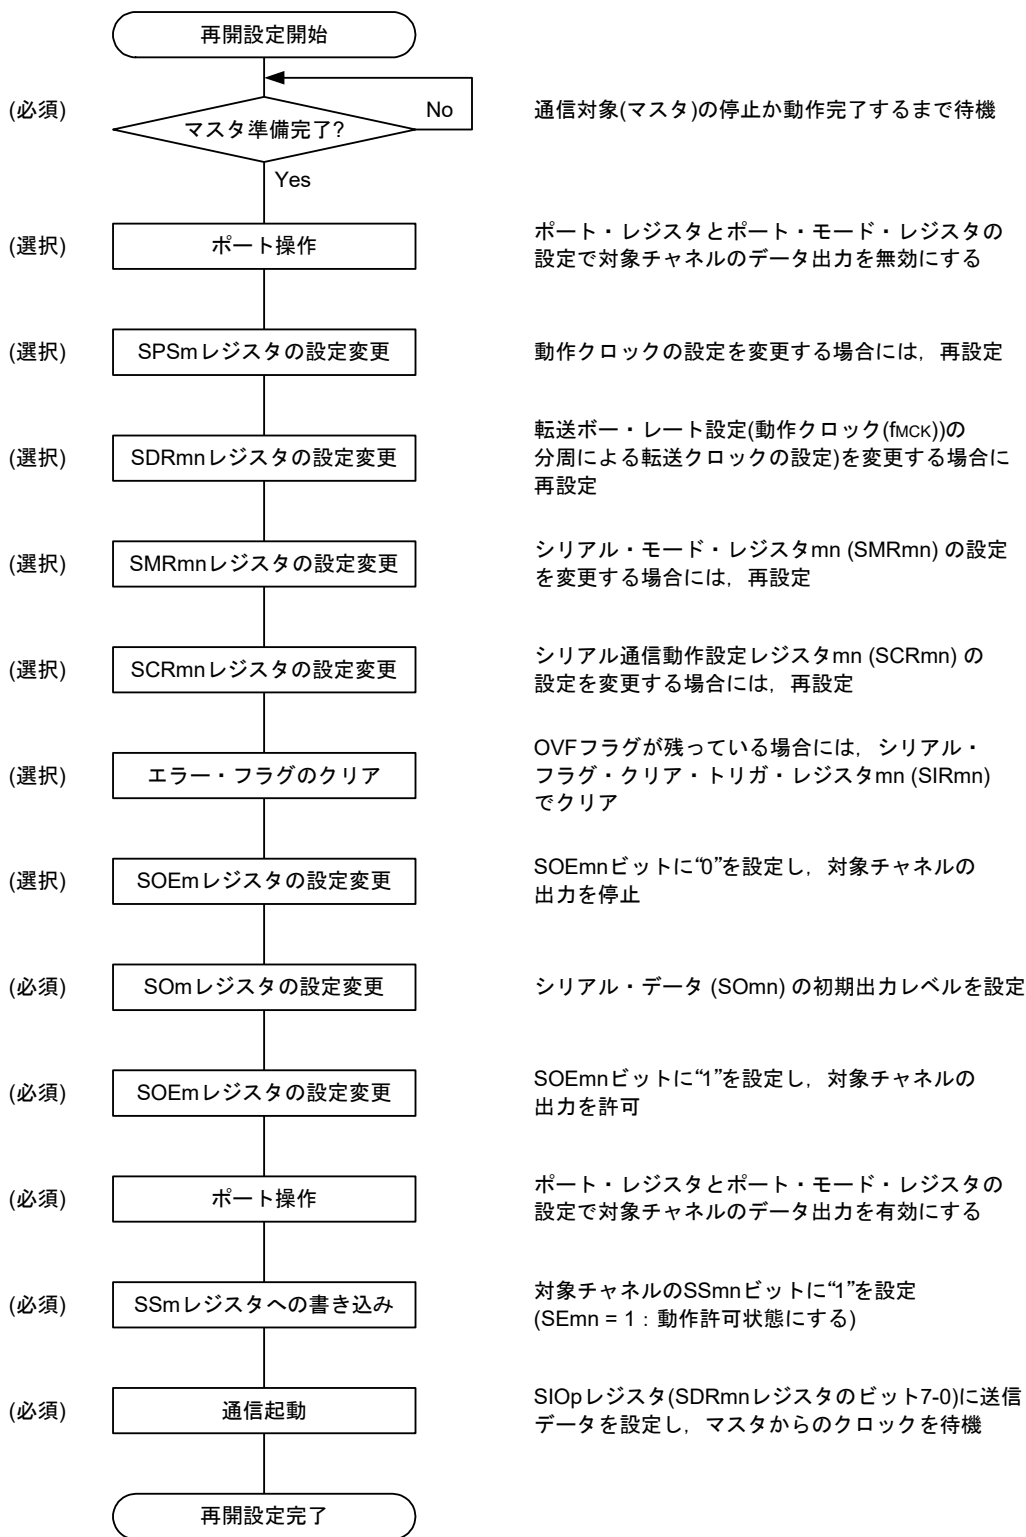 再開設定開始
(必須)
マスタ準備完了?
No
通信対象(マスタ)の停止か動作完了するまで待機
Yes
(選択)
ポート操作
ポート・レジスタとポート・モード・レジスタの
設定で対象チャネルのデータ出力を無効にする
(選択)
SPSmレジスタの設定変更
動作クロックの設定を変更する場合には，再設定
(選択)
SDRmnレジスタの設定変更
転送ボー・レート設定(動作クロック(fMCK))の
分周による転送クロックの設定)を変更する場合に
再設定
(選択)
SMRmnレジスタの設定変更
シリアル・モード・レジスタmn (SMRmn) の設定
を変更する場合には，再設定
(選択)
SCRmnレジスタの設定変更
シリアル通信動作設定レジスタmn (SCRmn) の
設定を変更する場合には，再設定
(選択)
エラー・フラグのクリア
OVFフラグが残っている場合には，シリアル・
フラグ・クリア・トリガ・レジスタmn (SIRmn)
でクリア
(選択)
SOEmレジスタの設定変更
SOEmnビットに“0”を設定し，対象チャネルの
出力を停止
(必須)
SOmレジスタの設定変更
シリアル・データ (SOmn) の初期出力レベルを設定
(必須)
SOEmレジスタの設定変更
SOEmnビットに“1”を設定し，対象チャネルの
出力を許可
(必須)
ポート操作
ポート・レジスタとポート・モード・レジスタの
設定で対象チャネルのデータ出力を有効にする
(必須)
SSmレジスタへの書き込み
対象チャネルのSSmnビットに“1”を設定
(SEmn = 1：動作許可状態にする)
(必須)
通信起動
SIOpレジスタ(SDRmnレジスタのビット7-0)に送信
データを設定し，マスタからのクロックを待機
再開設定完了